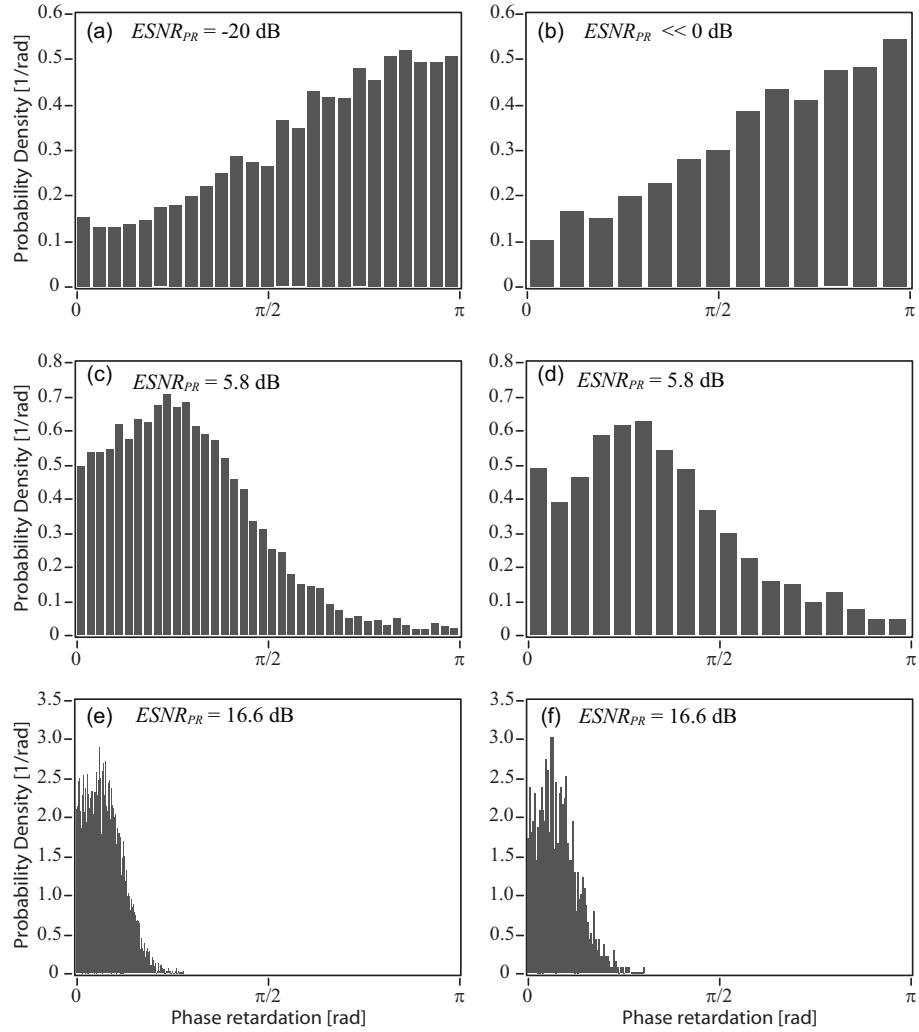 (a) ESNR_PR = -20 dB
Probability Density [1/rad]
0.6
0.5
0.4
0.3
0.2
0.1
0
0 π/2 π
(b) ESNR_PR << 0 dB
0.6
0.5
0.4
0.3
0.2
0.1
0
0 π/2 π
(c) ESNR_PR = 5.8 dB
Probability Density [1/rad]
0.8
0.7
0.6
0.5
0.4
0.3
0.2
0.1
0
0 π/2 π
(d) ESNR_PR = 5.8 dB
0.8
0.7
0.6
0.5
0.4
0.3
0.2
0.1
0
0 π/2 π
(e) ESNR_PR = 16.6 dB
Probability Density [1/rad]
3.5
3.0
2.5
2.0
1.5
1.0
0.5
0
0 π/2 π
Phase retardation [rad]
(f) ESNR_PR = 16.6 dB
3.5
3.0
2.5
2.0
1.5
1.0
0.5
0
0 π/2 π
Phase retardation [rad]